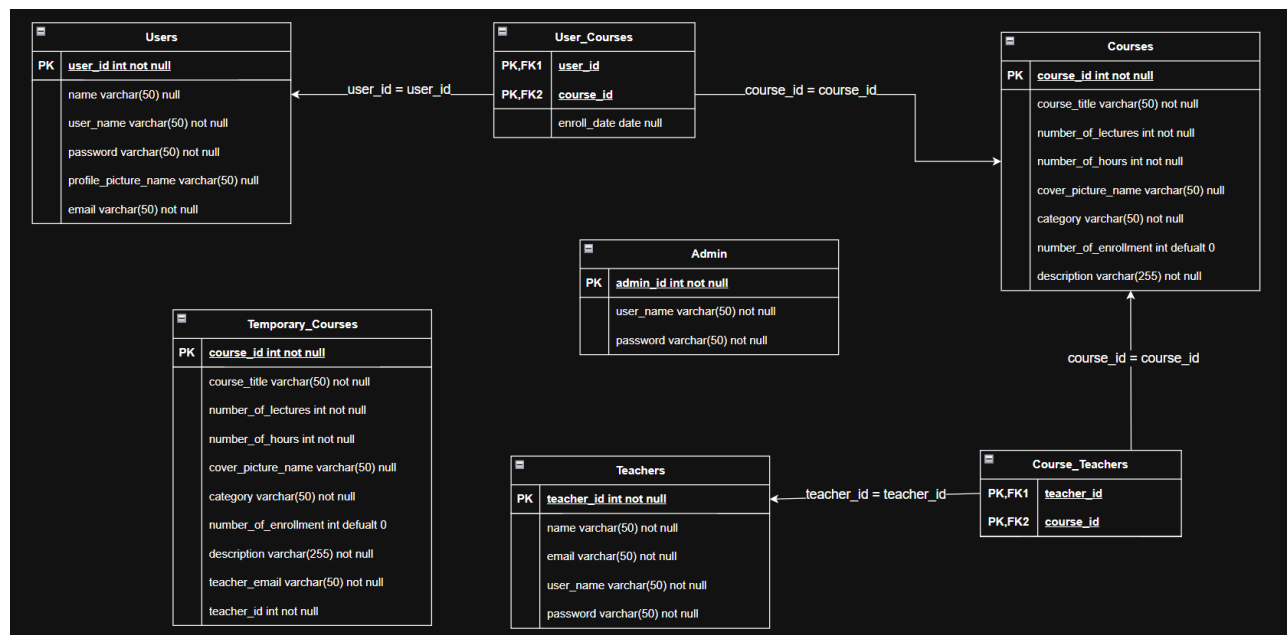 Users
PK user_id int not null
name varchar(50) null
user_name varchar(50) not null
password varchar(50) not null
profile_picture_name varchar(50) null
email varchar(50) not null
user_id = user_id
User_Courses
PK,FK1 user_id
PK,FK2 course_id
enroll_date date null
course_id = course_id
Courses
PK course_id int not null
course_title varchar(50) not null
number_of_lectures int not null
number_of_hours int not null
cover_picture_name varchar(50) null
category varchar(50) not null
number_of_enrollment int defualt 0
description varchar(255) not null
Admin
PK admin_id int not null
user_name varchar(50) not null
password varchar(50) not null
Temporary_Courses
PK course_id int not null
course_title varchar(50) not null
number_of_lectures int not null
number_of_hours int not null
cover_picture_name varchar(50) null
category varchar(50) not null
number_of_enrollment int defualt 0
description varchar(255) not null
teacher_email varchar(50) not null
teacher_id int not null
Teachers
PK teacher_id int not null
name varchar(50) not null
email varchar(50) not null
user_name varchar(50) not null
password varchar(50) not null
teacher_id = teacher_id
course_id = course_id
Course_Teachers
PK,FK1 teacher_id
PK,FK2 course_id